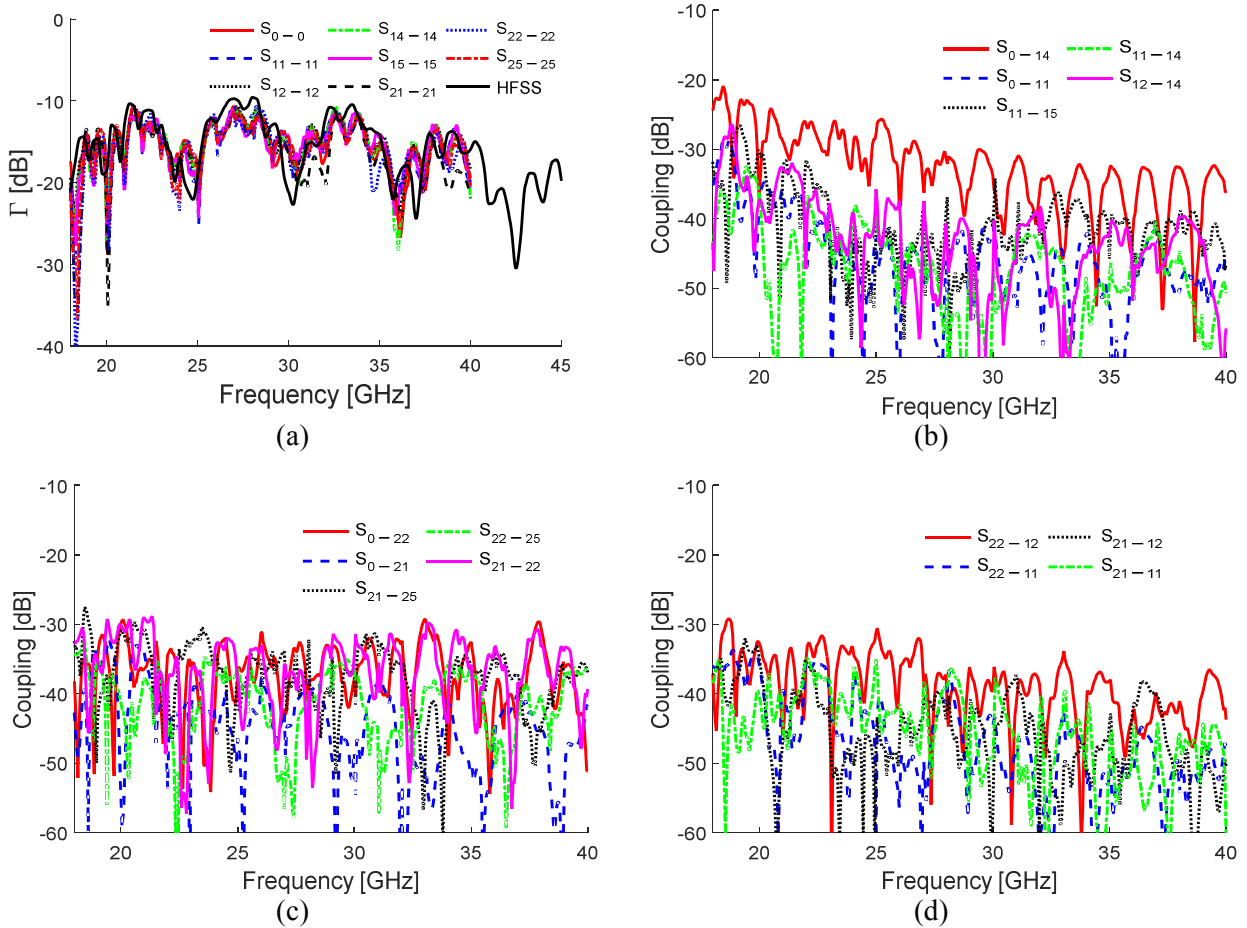 0
-10
-20
-30
-40
Γ [dB]
S0 – 0
S11 – 11
S12 – 12
S14 – 14
S15 – 15
S21 – 21
S22 – 22
S25 – 25
HFSS
20 25 30 35 40 45
Frequency [GHz]
(a)
-10
-20
-30
-40
-50
-60
Coupling [dB]
S0 – 14
S0 – 11
S11 – 15
S11 – 14
S12 – 14
20 25 30 35 40
Frequency [GHz]
(b)
-10
-20
-30
-40
-50
-60
Coupling [dB]
S0 – 22
S0 – 21
S21 – 25
S22 – 25
S21 – 22
20 25 30 35 40
Frequency [GHz]
(c)
-10
-20
-30
-40
-50
-60
Coupling [dB]
S22 – 12
S22 – 11
S21 – 12
S21 – 11
20 25 30 35 40
Frequency [GHz]
(d)